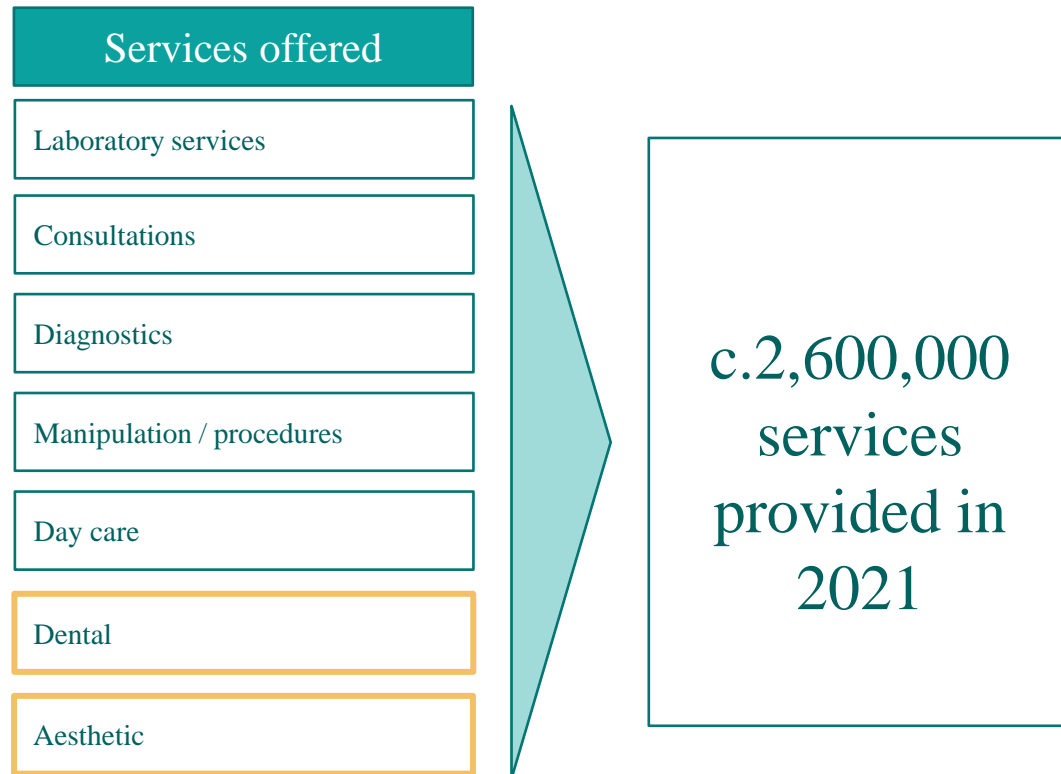 Services offered
Laboratory services
Consultations
Diagnostics
Manipulation / procedures
Day care
Dental
Aesthetic
c.2,600,000
services
provided in
2021